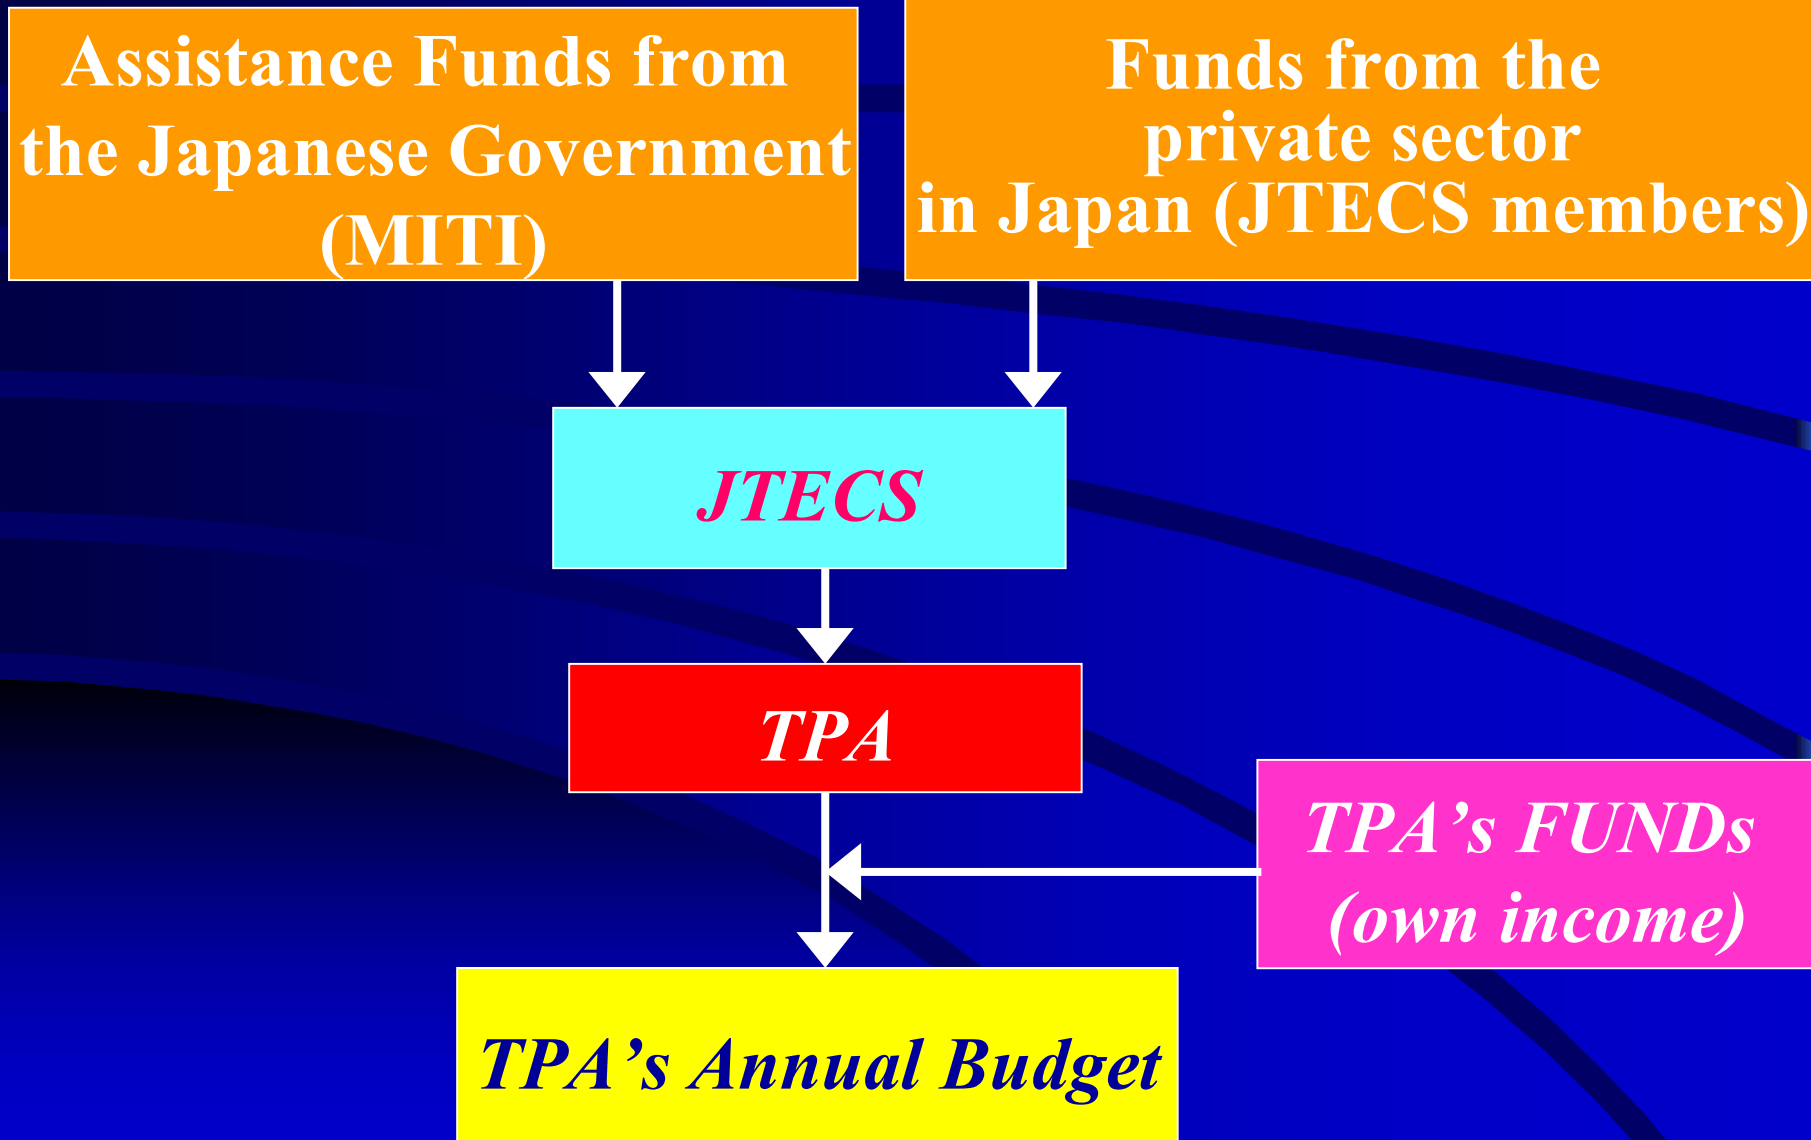 Assistance Funds from
the Japanese Government
(MITI)
Funds from the
private sector
in Japan (JTECS members)
JTECS
TPA
TPA’s FUNDs
(own income)
TPA’s Annual Budget